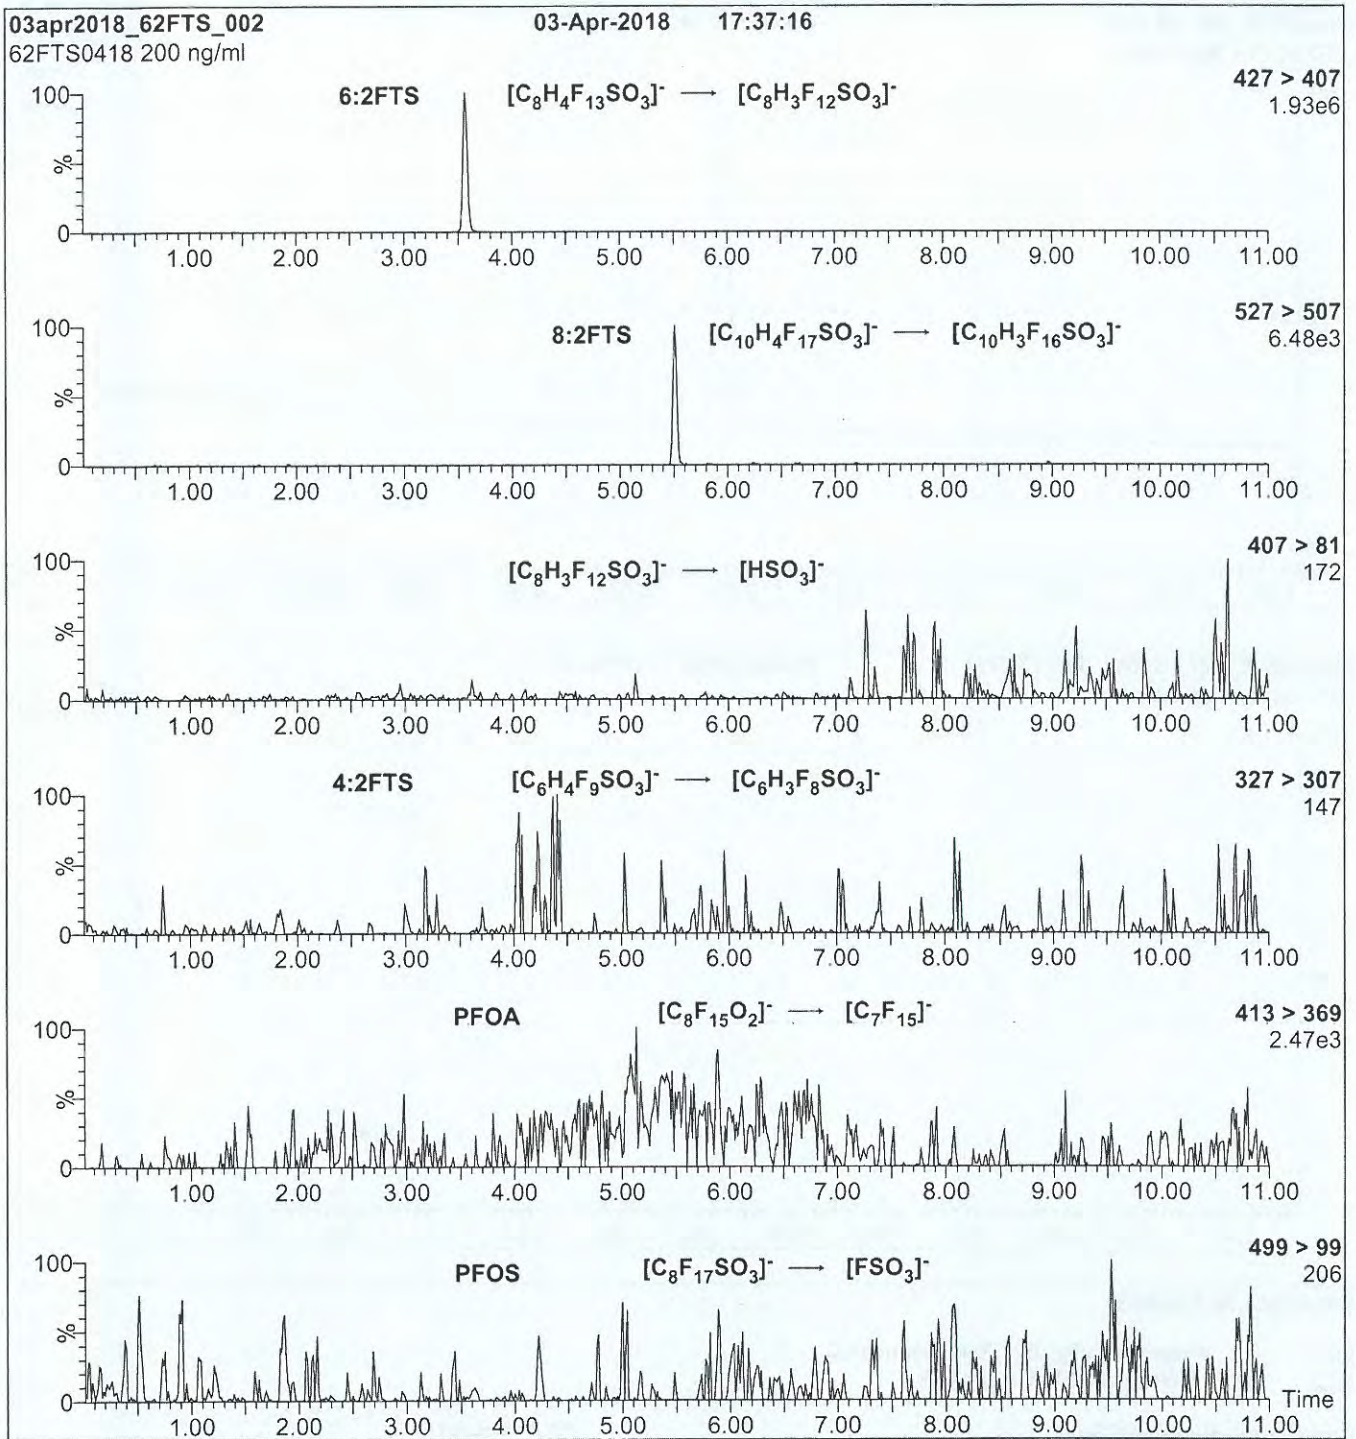 03apr2018_62FTS_002 03-Apr-2018 17:37:16
62FTS0418 200 ng/ml
6:2FTS [C₈H₄F₁₃SO₃]⁻ → [C₈H₃F₁₂SO₃]⁻ 427 > 407
1.93e6
100
%
0
1.00 2.00 3.00 4.00 5.00 6.00 7.00 8.00 9.00 10.00 11.00
8:2FTS [C₁₀H₄F₁₇SO₃]⁻ → [C₁₀H₃F₁₆SO₃]⁻ 527 > 507
6.48e3
100
%
0
1.00 2.00 3.00 4.00 5.00 6.00 7.00 8.00 9.00 10.00 11.00
[C₈H₃F₁₂SO₃]⁻ → [HSO₃]⁻ 407 > 81
172
100
%
0
1.00 2.00 3.00 4.00 5.00 6.00 7.00 8.00 9.00 10.00 11.00
4:2FTS [C₆H₄F₉SO₃]⁻ → [C₆H₃F₈SO₃]⁻ 327 > 307
147
100
%
0
1.00 2.00 3.00 4.00 5.00 6.00 7.00 8.00 9.00 10.00 11.00
PFOA [C₈F₁₅O₂]⁻ → [C₇F₁₅]⁻ 413 > 369
2.47e3
100
%
0
1.00 2.00 3.00 4.00 5.00 6.00 7.00 8.00 9.00 10.00 11.00
PFOS [C₈F₁₇SO₃]⁻ → [FSO₃]⁻ 499 > 99
206
100
%
0 Time
1.00 2.00 3.00 4.00 5.00 6.00 7.00 8.00 9.00 10.00 11.00